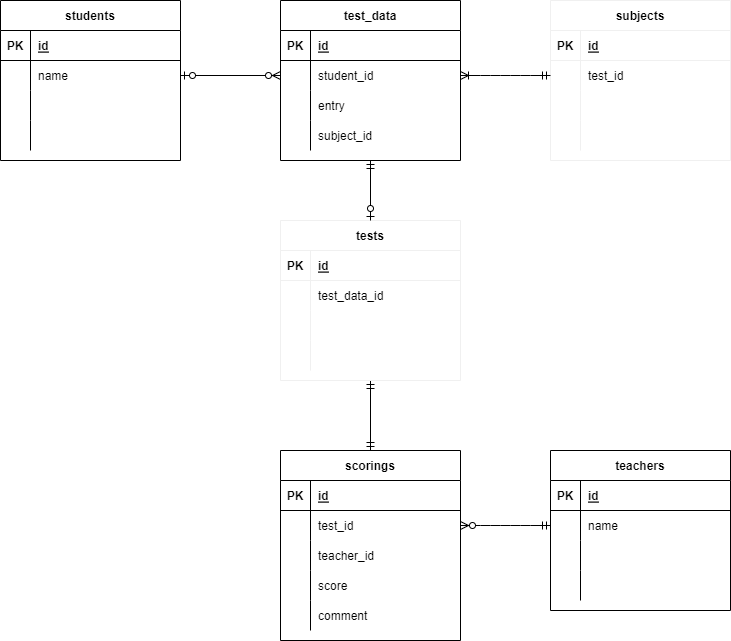 students
PK id
name
test_data
PK id
student_id
entry
subject_id
subjects
PK id
test_id
tests
PK id
test_data_id
scorings
PK id
test_id
teacher_id
score
comment
teachers
PK id
name